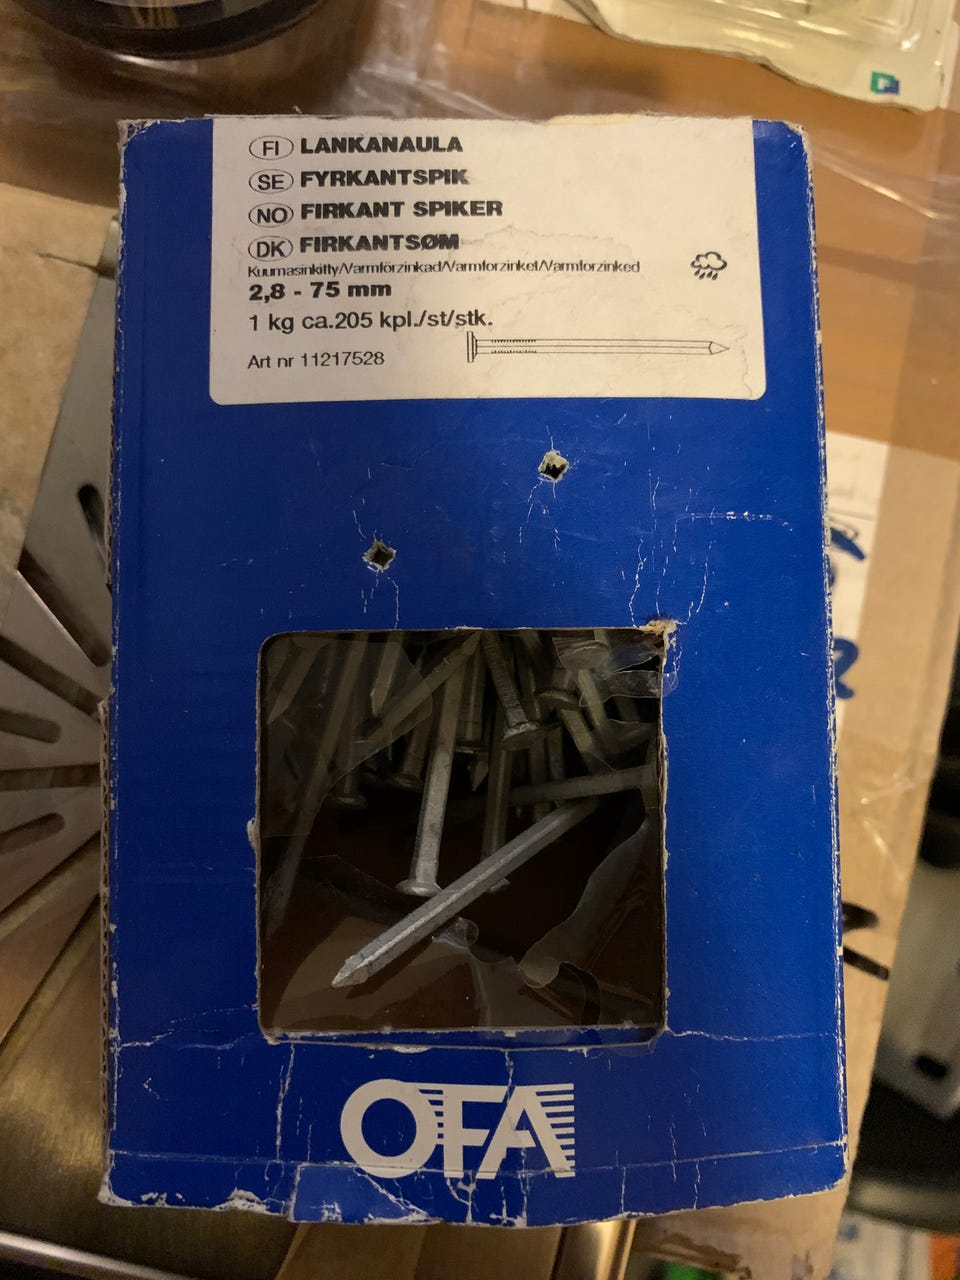 FI LANKANAULA
SE FYRKANTSPIK
NO FIRKANT SPIKER
DK FIRKANTSØM
Kuumasinkitty/Varmförzinkad/Varmforzinket/Varmforzinked
2,8 - 75 mm
1 kg ca.205 kpl./st/stk.
Art nr 11217528
OFA